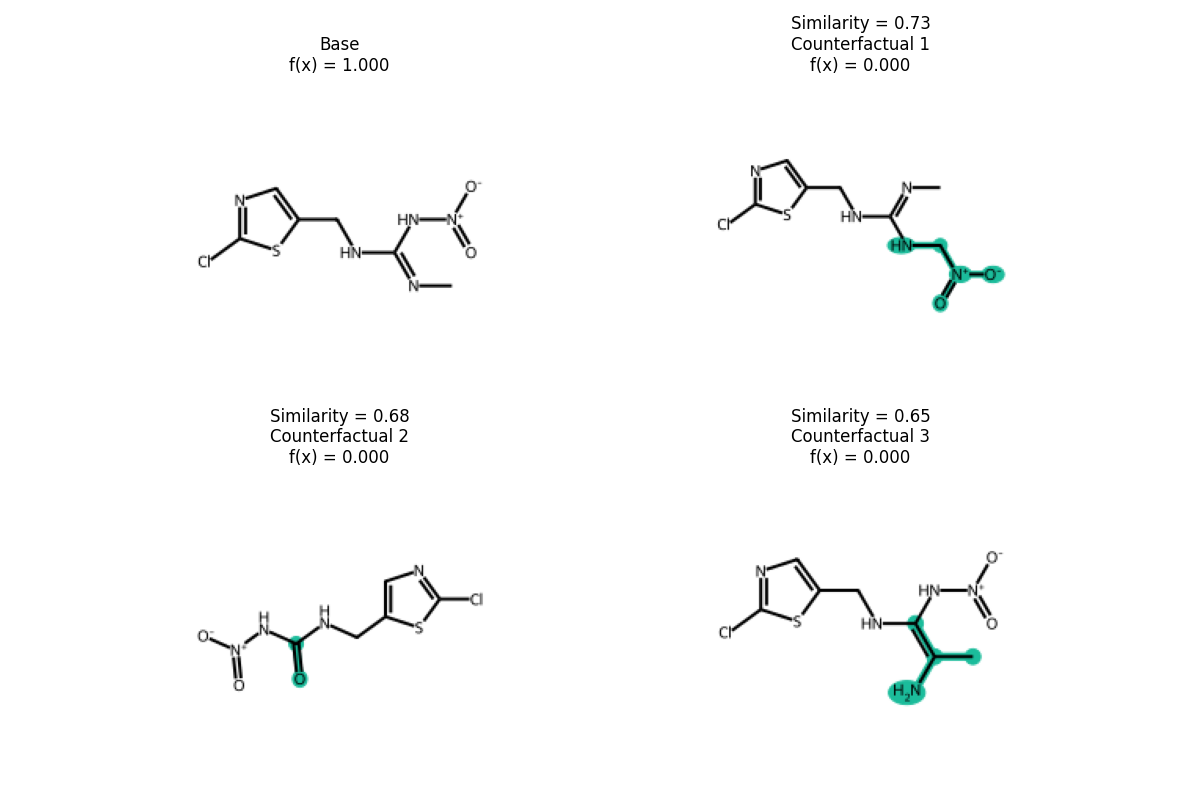 Base
f(x) = 1.000
Similarity = 0.73
Counterfactual 1
f(x) = 0.000
N
S
Cl
HN
HN
N⁺
O⁻
O
N
N
S
Cl
HN
N
HN
N⁺
O⁻
O
Similarity = 0.68
Counterfactual 2
f(x) = 0.000
Similarity = 0.65
Counterfactual 3
f(x) = 0.000
O⁻
N⁺
O
H
N
O
H
N
N
S
Cl
N
S
Cl
HN
HN
N⁺
O⁻
O
H₂N